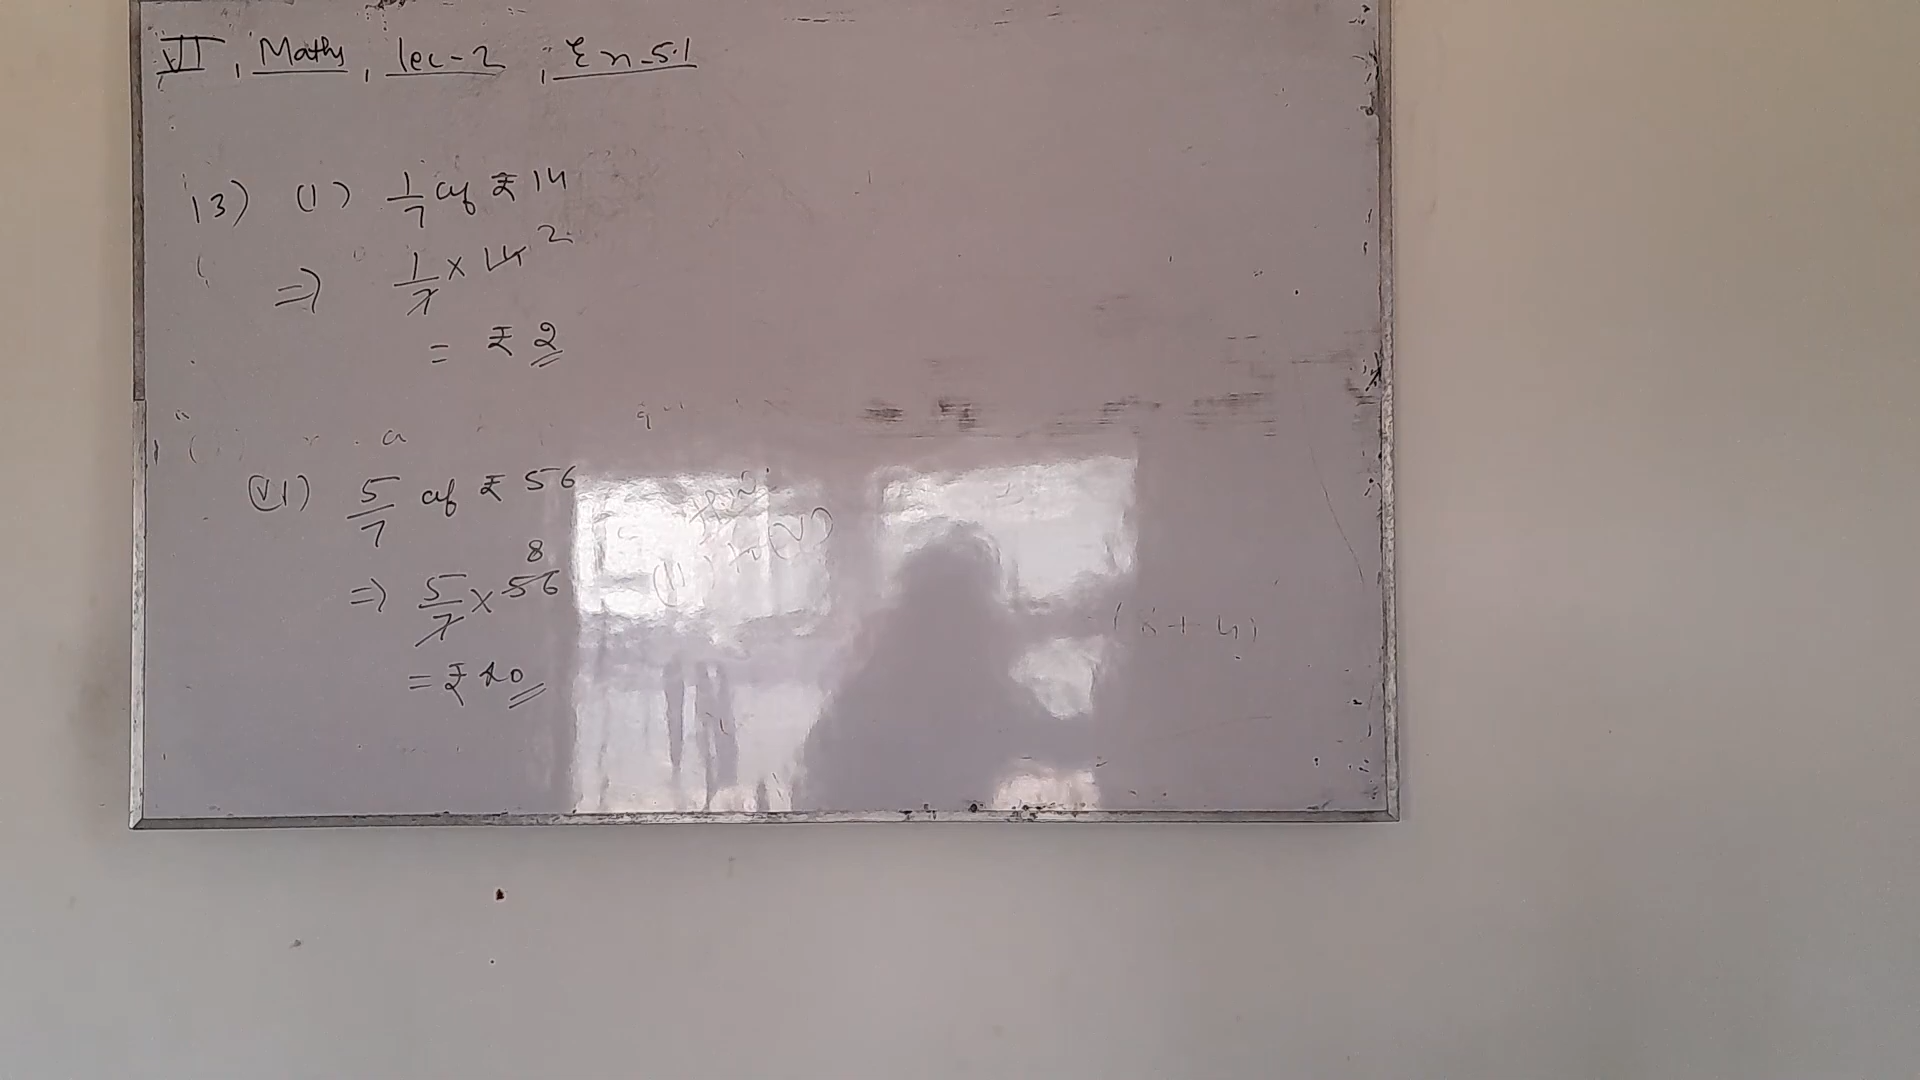 VI, Maths, lec-2, Ex-5.1
13) (i) 1/7 of ₹ 14
⇒ 1/7 × 14 2
= ₹ 2
(vi) 5/7 of ₹ 56
8
⇒ 5/7 × 56
= ₹ 40